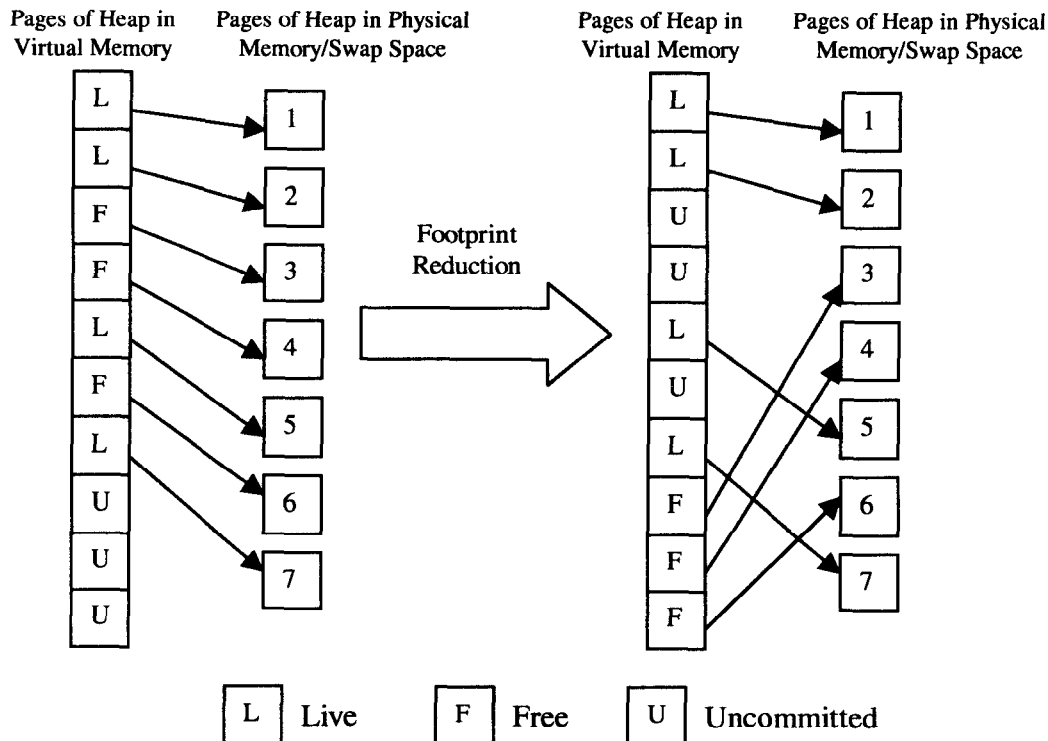 Pages of Heap in
Virtual Memory
Pages of Heap in Physical
Memory/Swap Space
L
L
F
F
L
F
L
U
U
U
1
2
3
4
5
6
7
Footprint
Reduction
Pages of Heap in
Virtual Memory
Pages of Heap in Physical
Memory/Swap Space
L
L
U
U
L
U
L
F
F
F
1
2
3
4
5
6
7
L Live
F Free
U Uncommitted